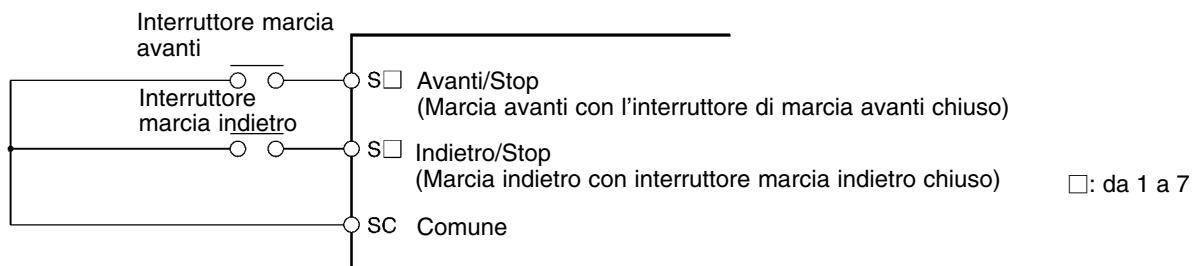 Interruttore marcia
avanti
S□ Avanti/Stop
(Marcia avanti con l'interruttore di marcia avanti chiuso)
Interruttore
marcia indietro
S□ Indietro/Stop
(Marcia indietro con interruttore marcia indietro chiuso)
□: da 1 a 7
SC Comune